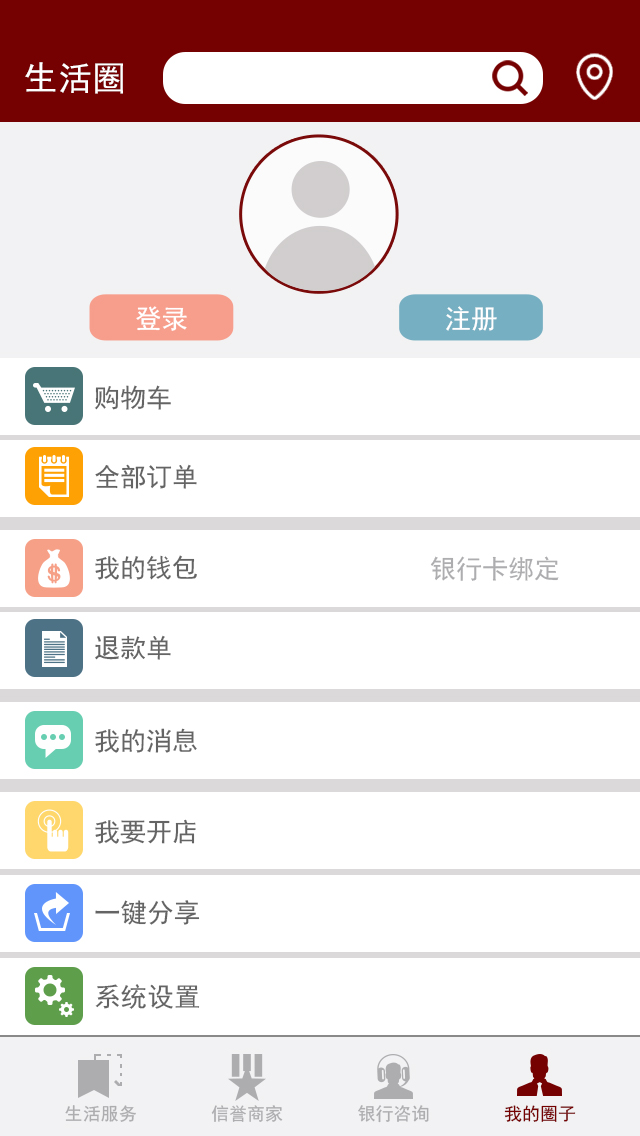 生活圈
登录 注册
购物车
全部订单
我的钱包 银行卡绑定
退款单
我的消息
我要开店
一键分享
系统设置
生活服务 信誉商家 银行咨询 我的圈子